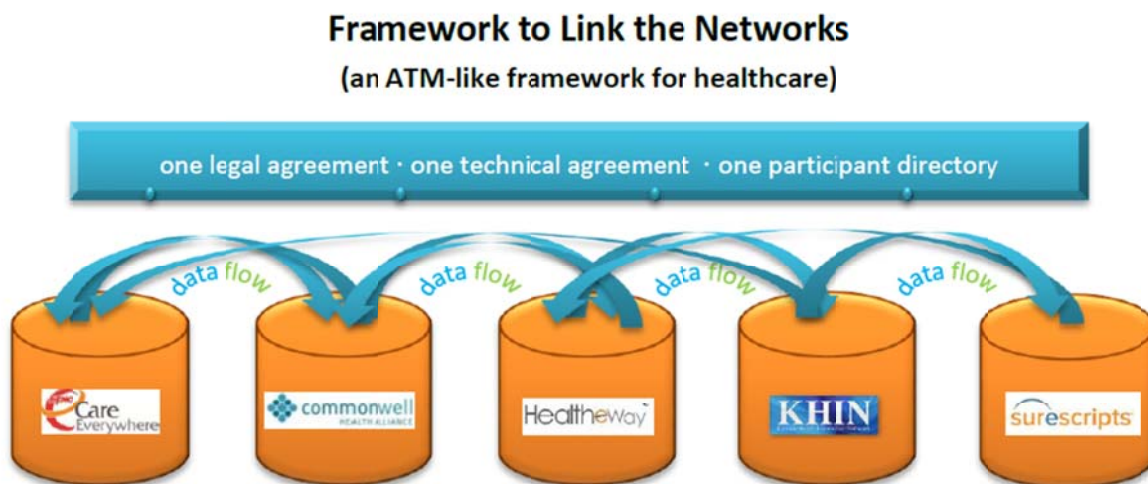 Framework to Link the Networks
(an ATM-like framework for healthcare)
one legal agreement · one technical agreement · one participant directory
data flow
data flow
data flow
data flow
Care
Everywhere
commonwell
HEALTH ALLIANCE
Healtheway
KHIN
surescripts